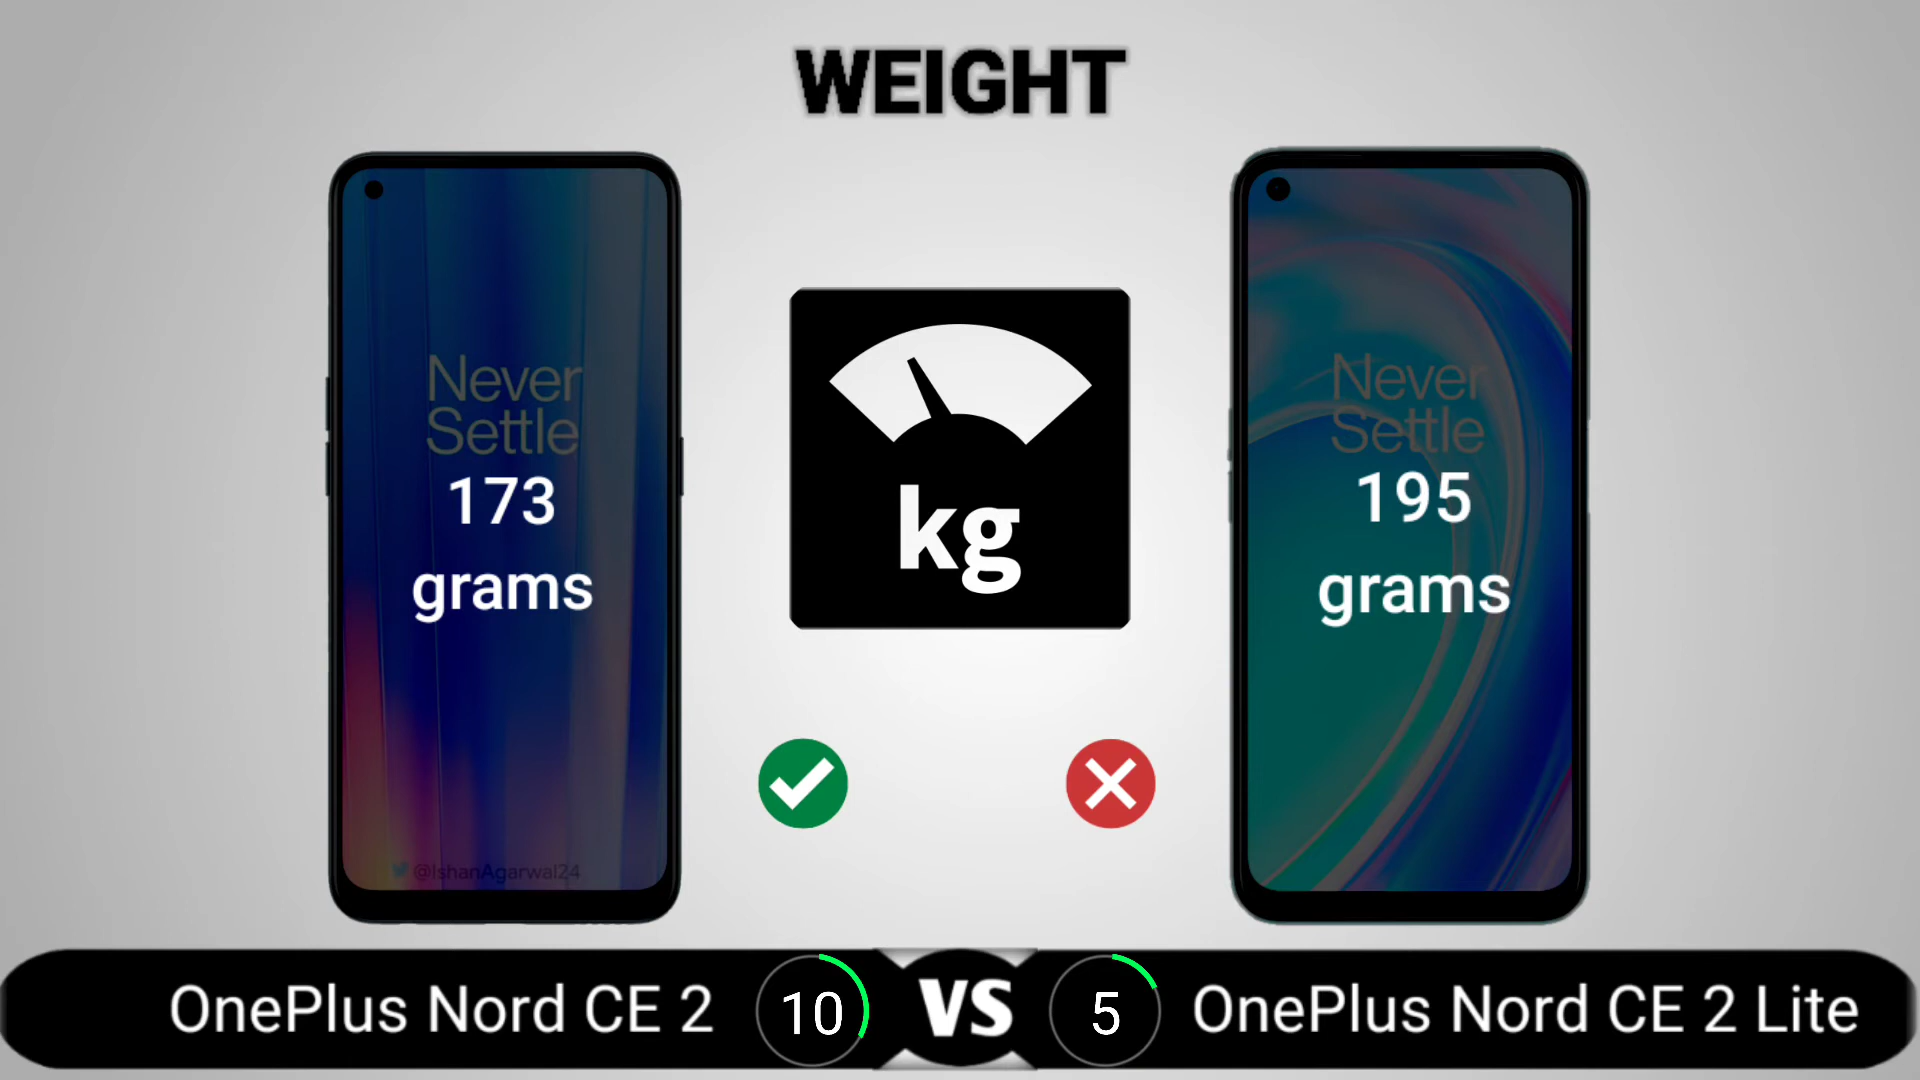 WEIGHT
Never
Settle
173
grams
@IshanAgarwal24
kg
Never
Settle
195
grams
OnePlus Nord CE 2
10
VS
5
OnePlus Nord CE 2 Lite